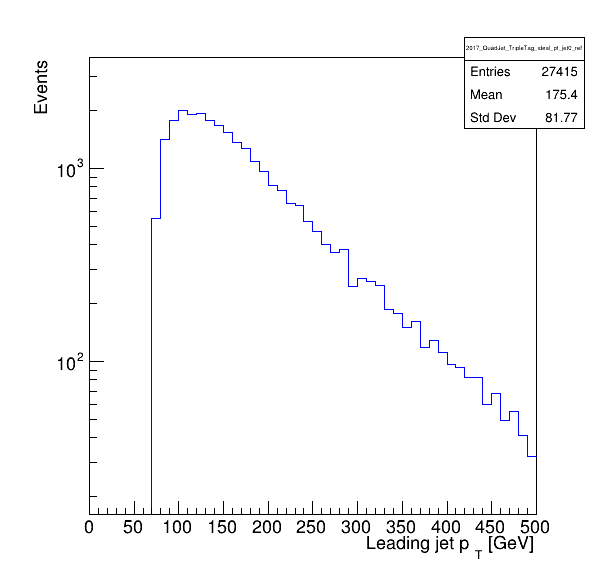 2017_QuadJet_TripleTag_ideal_pt_jet0_ref
Entries 27415
Mean 175.4
Std Dev 81.77
Events
10^3
10^2
0 50 100 150 200 250 300 350 400 450 500
Leading jet p_T [GeV]